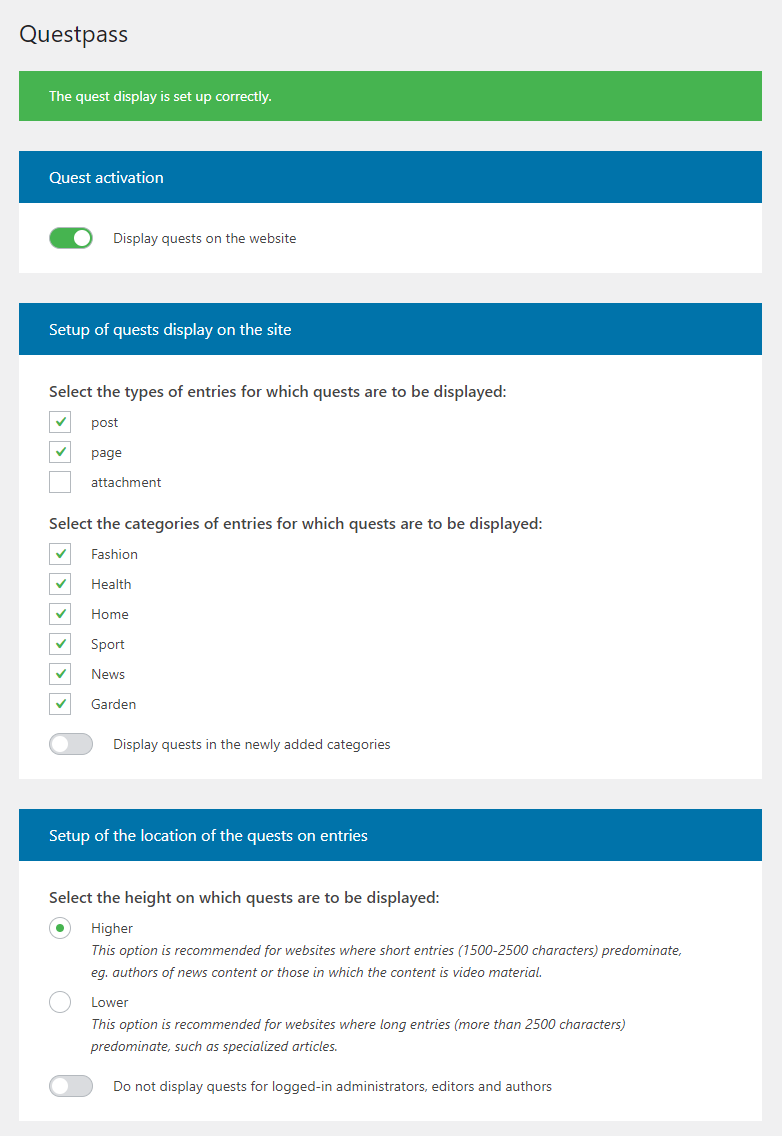 Questpass
The quest display is set up correctly.
Quest activation
Display quests on the website
Setup of quests display on the site
Select the types of entries for which quests are to be displayed:
post
page
attachment
Select the categories of entries for which quests are to be displayed:
Fashion
Health
Home
Sport
News
Garden
Display quests in the newly added categories
Setup of the location of the quests on entries
Select the height on which quests are to be displayed:
Higher
This option is recommended for websites where short entries (1500-2500 characters) predominate,
eg. authors of news content or those in which the content is video material.
Lower
This option is recommended for websites where long entries (more than 2500 characters)
predominate, such as specialized articles.
Do not display quests for logged-in administrators, editors and authors